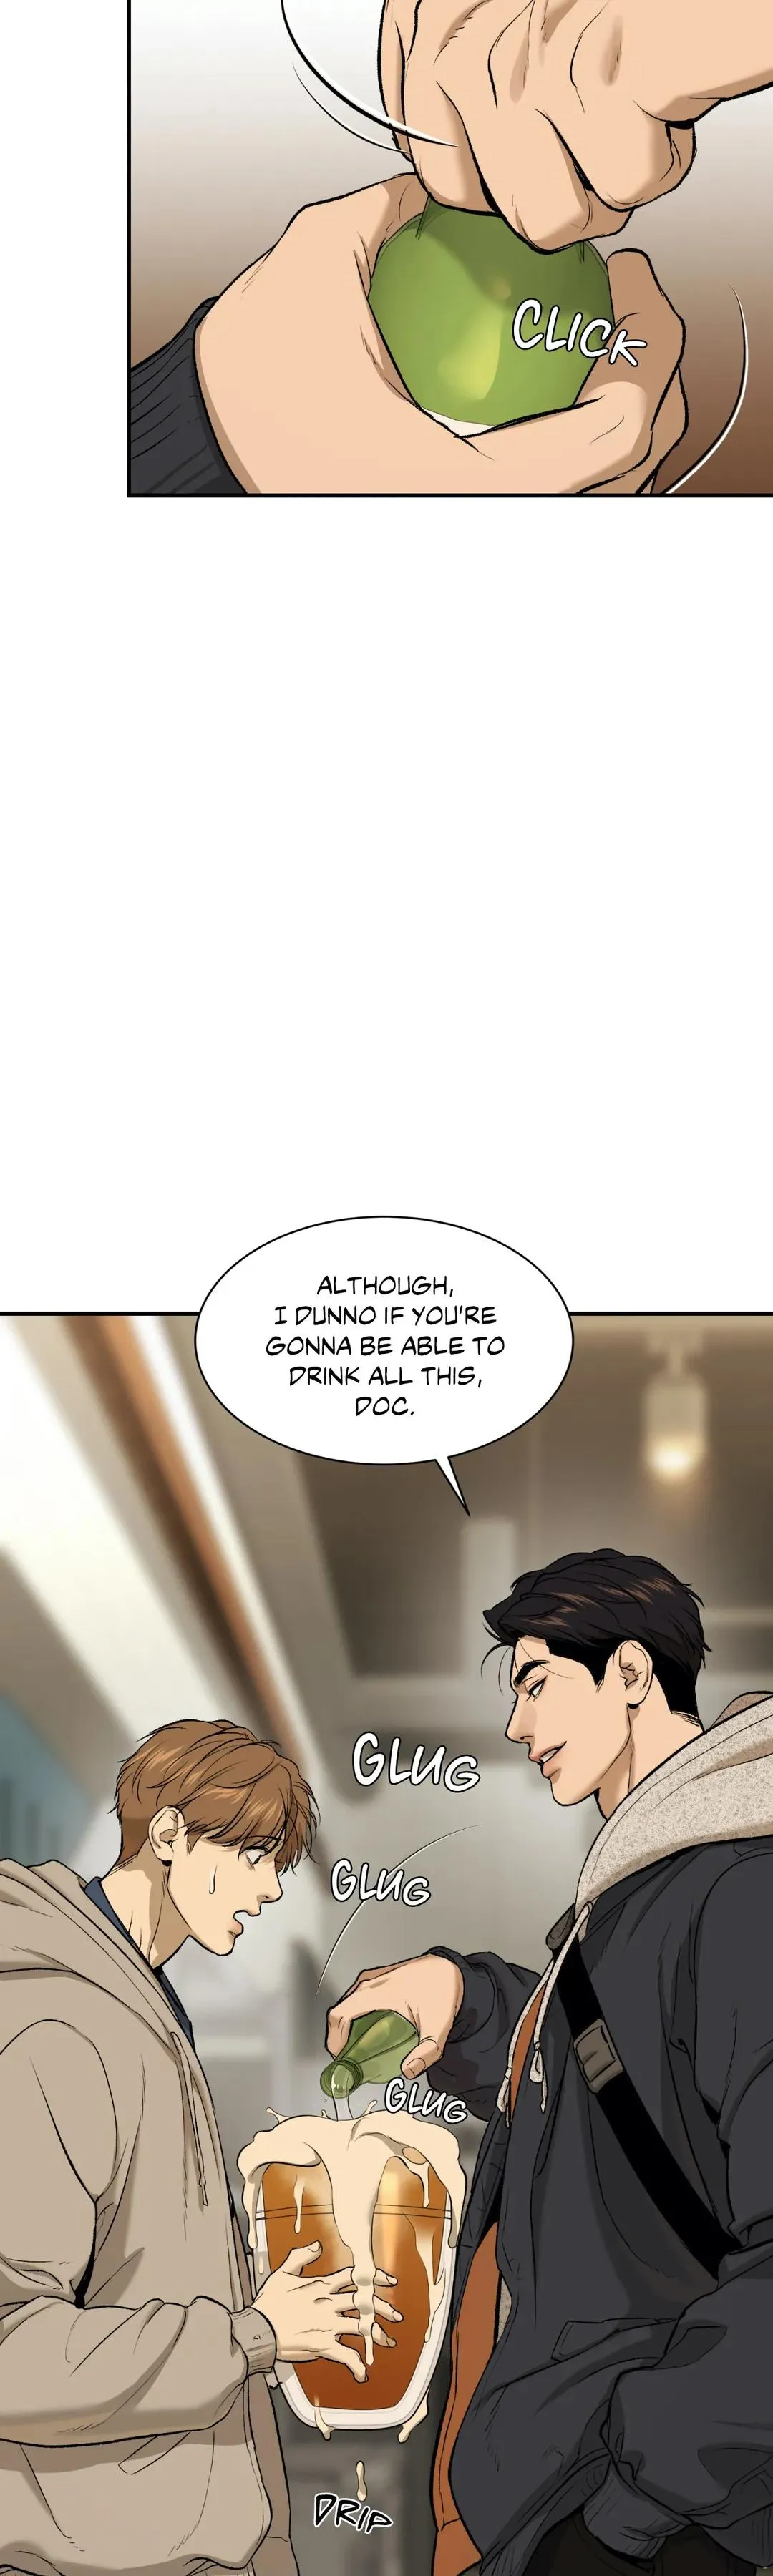 CLICK
ALTHOUGH,
I DUNNO IF YOU'RE
GONNA BE ABLE TO
DRINK ALL THIS,
DOC.
GLUG
GLUG
GLUG
DRIP